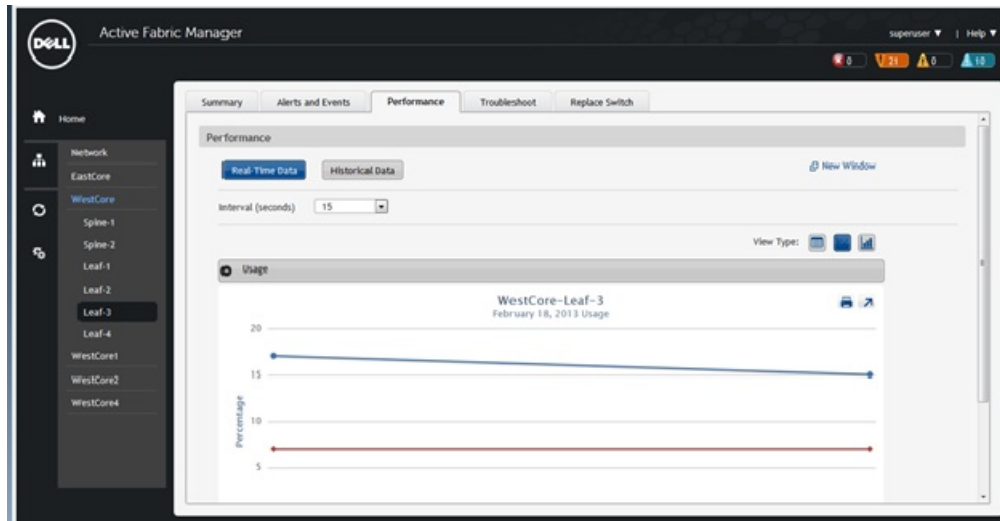 DELL
Active Fabric Manager
superuser ▼ | Help ▼
0 21 0 10
Summary Alerts and Events Performance Troubleshoot Replace Switch
Home
Performance
Network
EastCore
WestCore
Spine-1
Spine-2
Leaf-1
Leaf-2
Leaf-3
Leaf-4
WestCore1
WestCore2
WestCore4
Real-Time Data Historical Data
New Window
Interval (seconds) 15
View Type:
Usage
WestCore-Leaf-3
February 18, 2013 Usage
Percentage
20
15
10
5